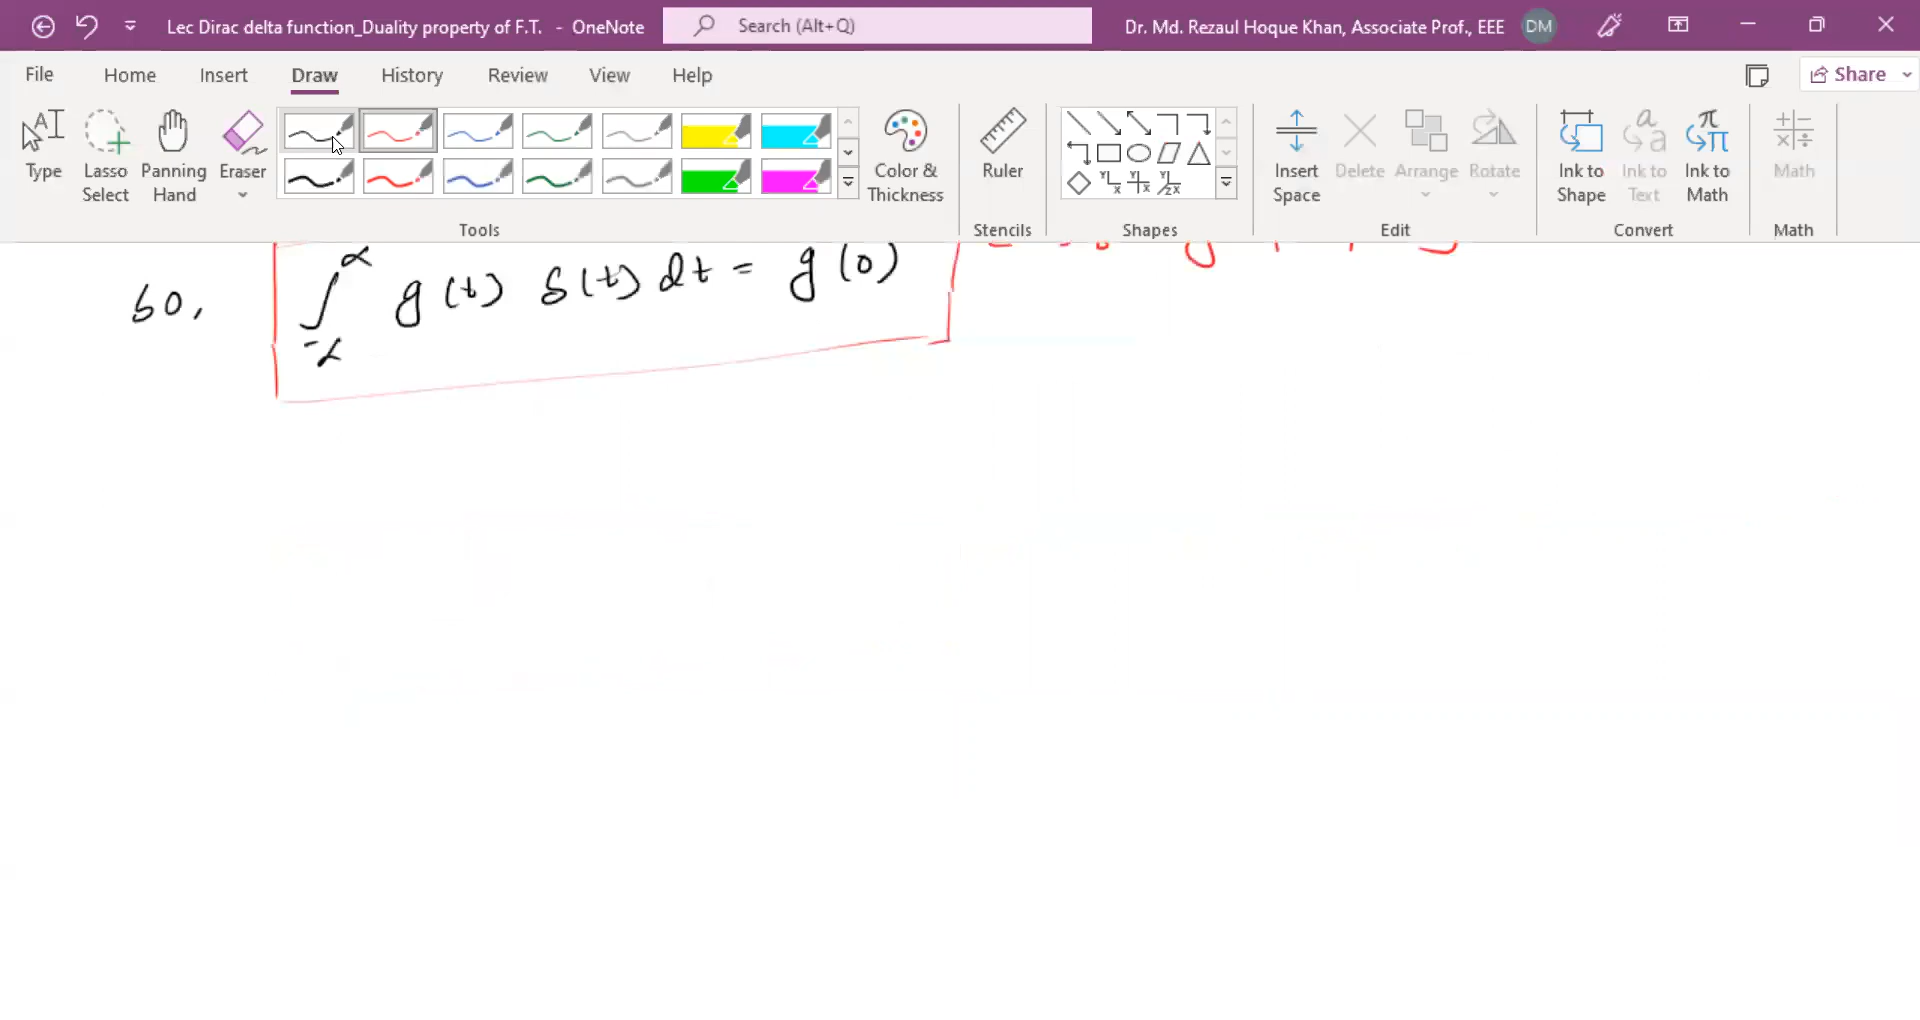 Lec Dirac delta function_Duality property of F.T. - OneNote
Search (Alt+Q)
Dr. Md. Rezaul Hoque Khan, Associate Prof., EEE
DM
File Home Insert Draw History Review View Help
Share
Type
Lasso Select
Panning Hand
Eraser
Color & Thickness
Ruler
Insert Space
Delete
Arrange
Rotate
Ink to Shape
Ink to Text
Ink to Math
Math
Tools
Stencils
Shapes
Edit
Convert
Math
so, ∫_{-α}^{α} g(t) δ(t) dt = g(0)